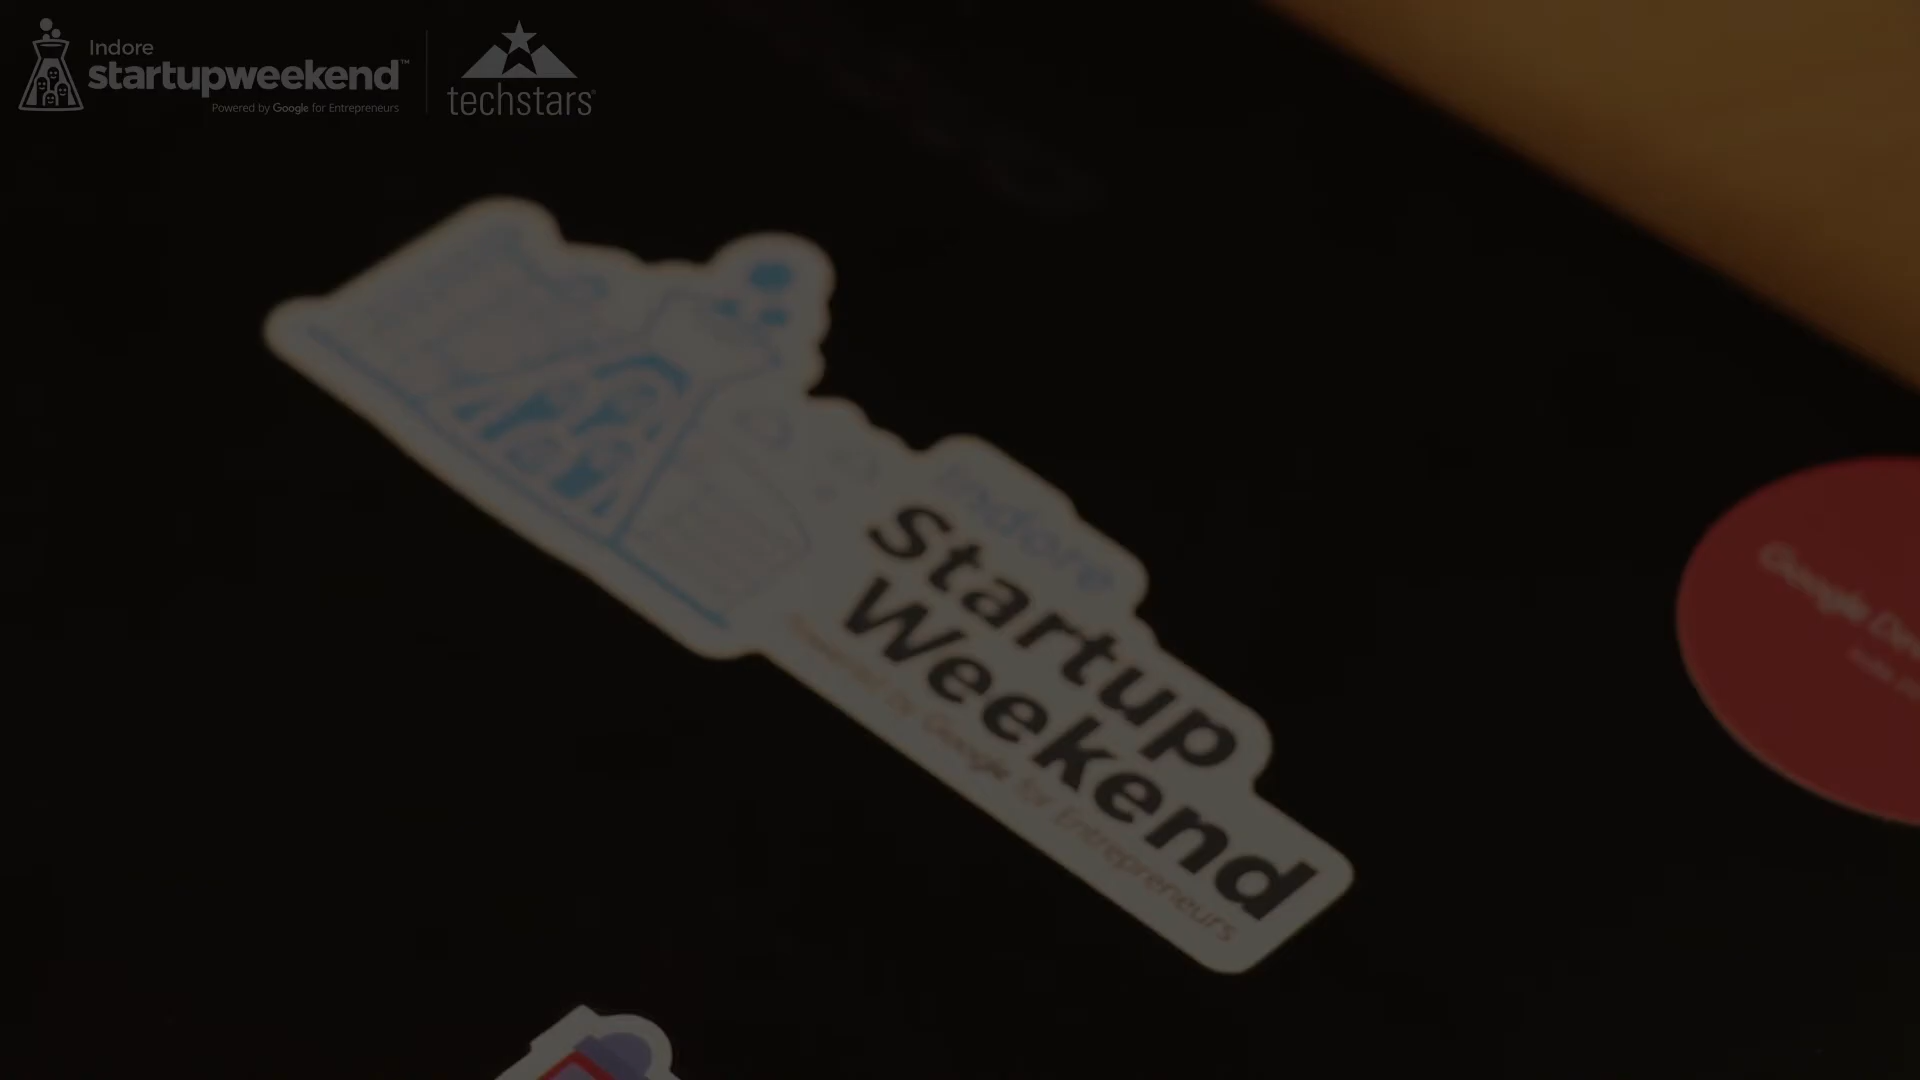 Indore
startupweekend™
Powered by Google for Entrepreneurs
techstars®
Indore
Startup
Weekend
Powered by Google for Entrepreneurs
Google